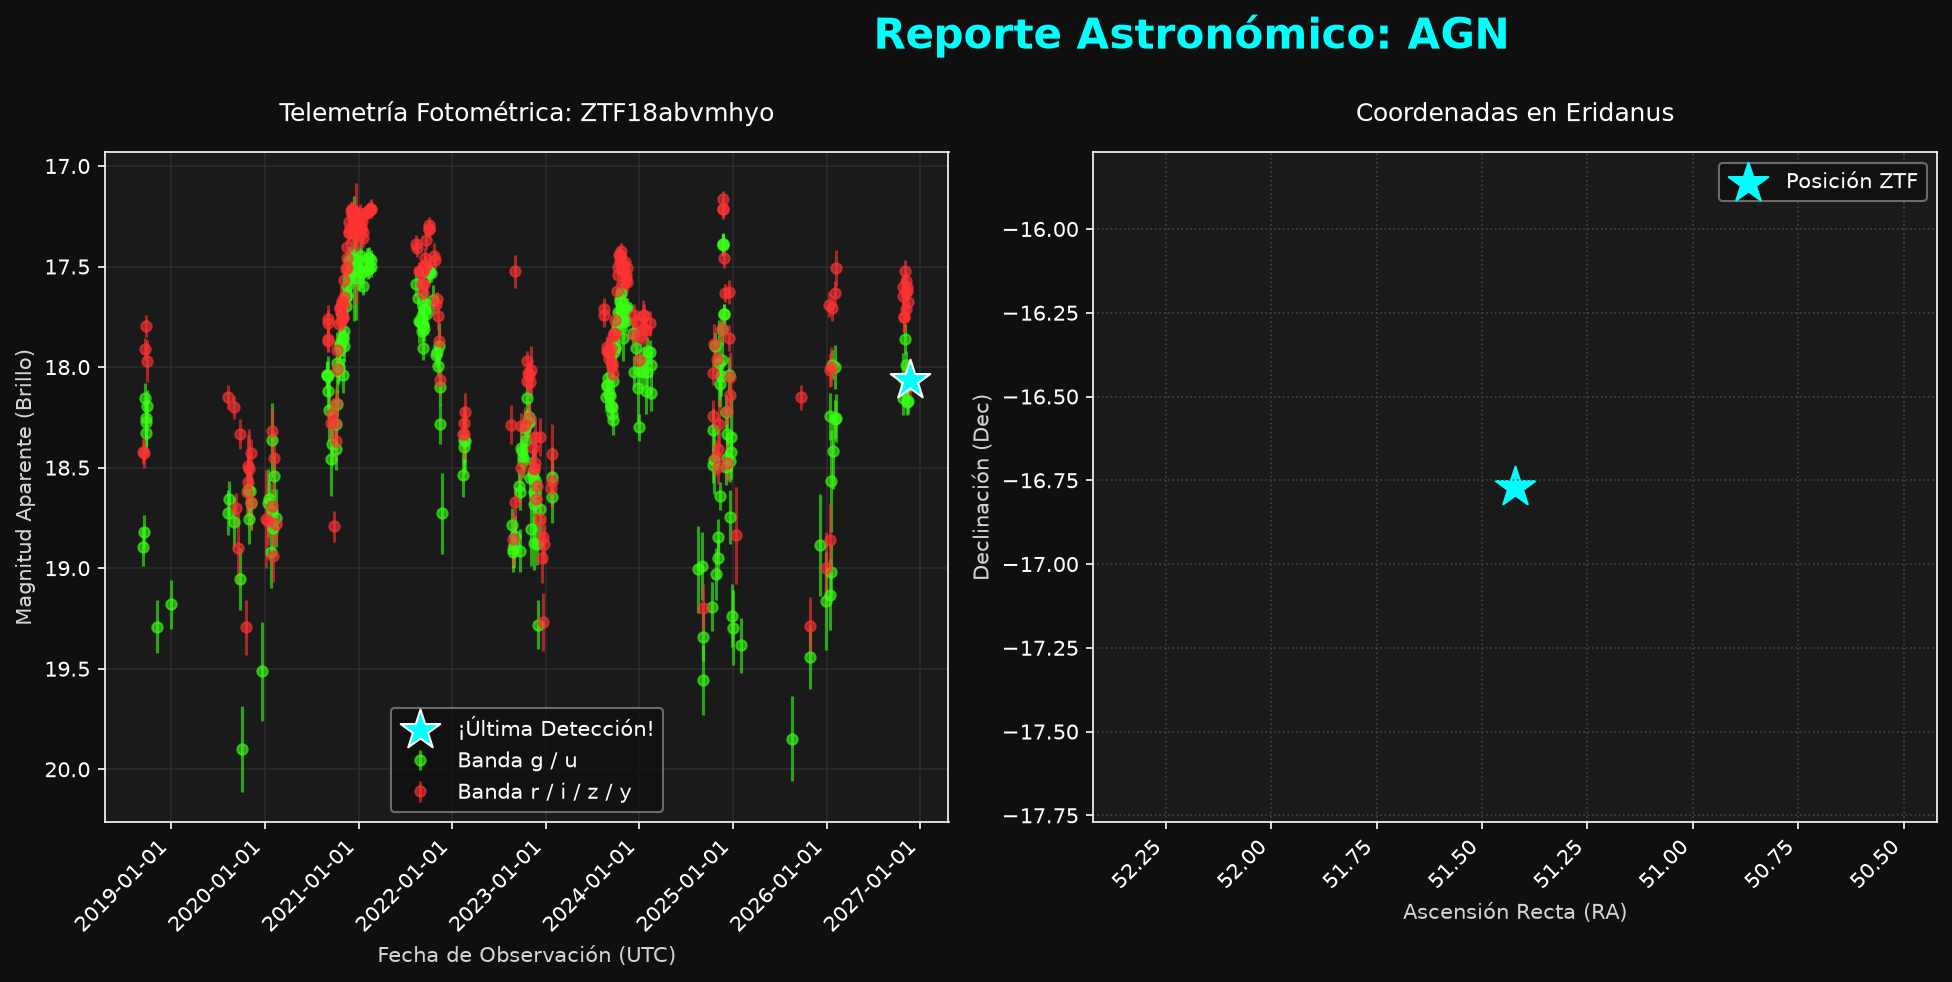 Reporte Astronómico: AGN
Telemetría Fotométrica: ZTF18abvmhyo
Magnitud Aparente (Brillo)
17.0
17.5
18.0
18.5
19.0
19.5
20.0
¡Última Detección!
Banda g / u
Banda r / i / z / y
2019-01-01
2020-01-01
2021-01-01
2022-01-01
2023-01-01
2024-01-01
2025-01-01
2026-01-01
2027-01-01
Fecha de Observación (UTC)
Coordenadas en Eridanus
Posición ZTF
Declinación (Dec)
−16.00
−16.25
−16.50
−16.75
−17.00
−17.25
−17.50
−17.75
52.25
52.00
51.75
51.50
51.25
51.00
50.75
50.50
Ascensión Recta (RA)